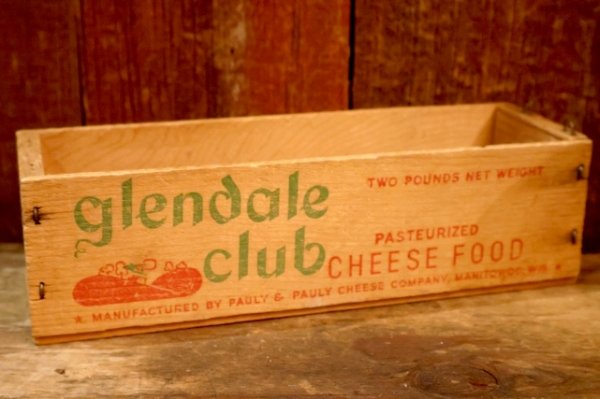 glendale
club
TWO POUNDS NET WEIGHT
PASTEURIZED
CHEESE FOOD
★ MANUFACTURED BY PAULY & PAULY CHEESE COMPANY, MANITOWOC, WIS. ★